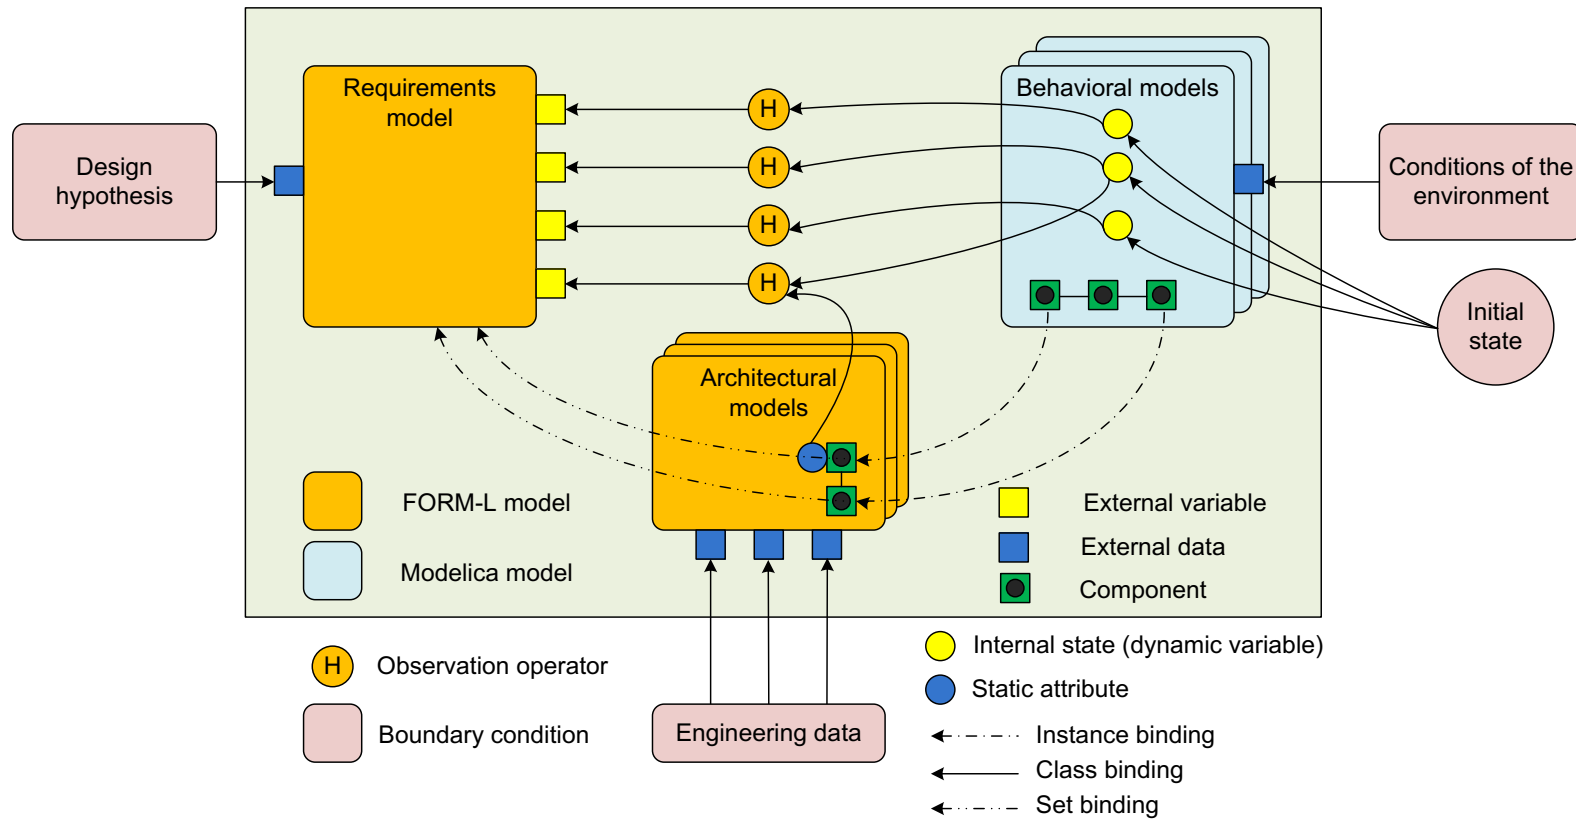 Requirements
model
Behavioral models
Design
hypothesis
Conditions of the
environment
H
H
H
H
Initial
state
Architectural
models
FORM-L model
Modelica model
External variable
External data
Component
H
Observation operator
Boundary condition
Engineering data
Internal state (dynamic variable)
Static attribute
Instance binding
Class binding
Set binding